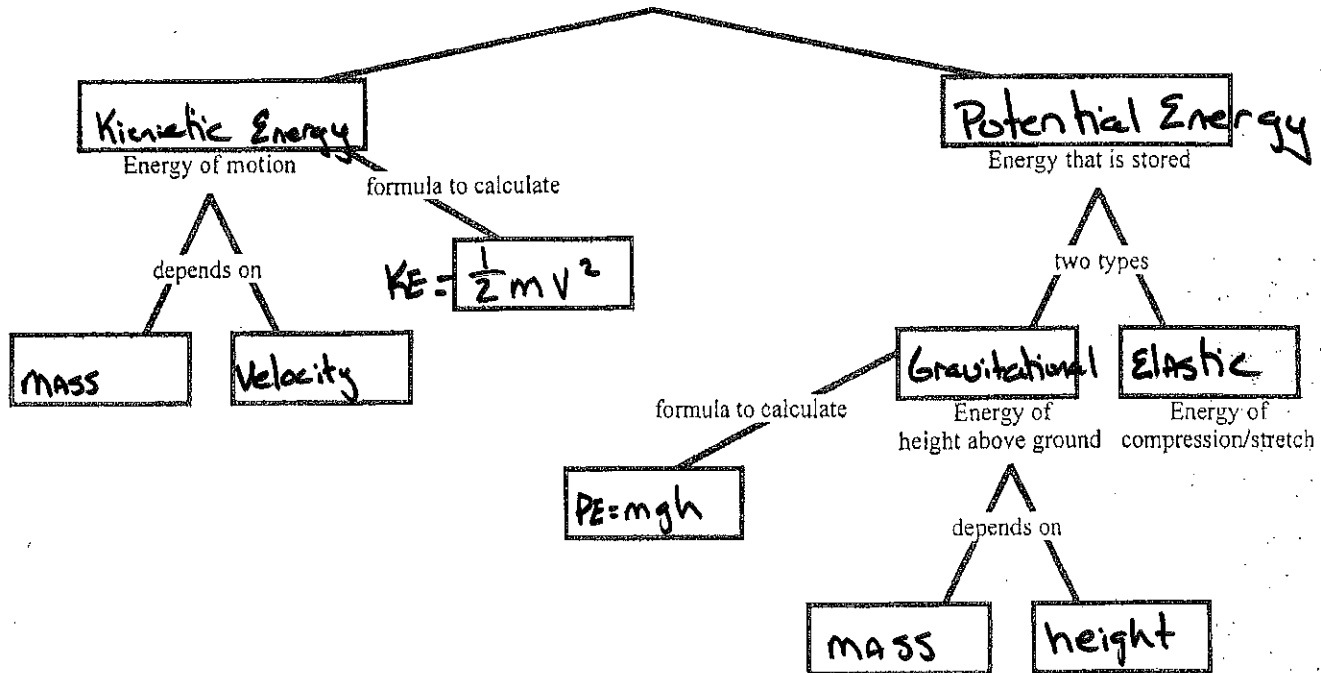 Kienietic Energy
Energy of motion
formula to calculate
KE = 1/2 m v²
depends on
mASS
Velocity
Potential Energy
Energy that is stored
two types
Gravitational
Energy of
height above ground
Elastic
Energy of
compression/stretch
formula to calculate
PE=mgh
depends on
mASS
height